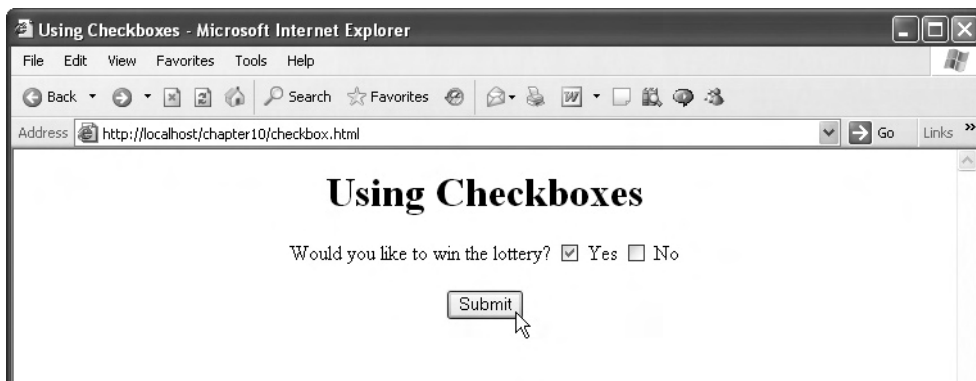 Using Checkboxes - Microsoft Internet Explorer
File Edit View Favorites Tools Help
Back Search Favorites
Address http://localhost/chapter10/checkbox.html Go Links »
Using Checkboxes
Would you like to win the lottery? Yes No
Submit